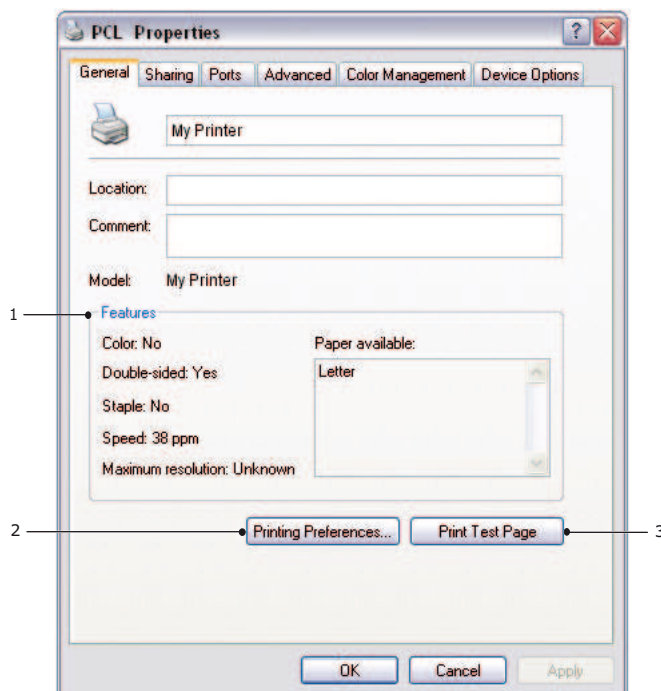 PCL Properties
General Sharing Ports Advanced Color Management Device Options
My Printer
Location:
Comment:
Model: My Printer
1
Features
Color: No
Paper available:
Double-sided: Yes
Letter
Staple: No
Speed: 38 ppm
Maximum resolution: Unknown
2
Printing Preferences...
Print Test Page
3
OK
Cancel
Apply